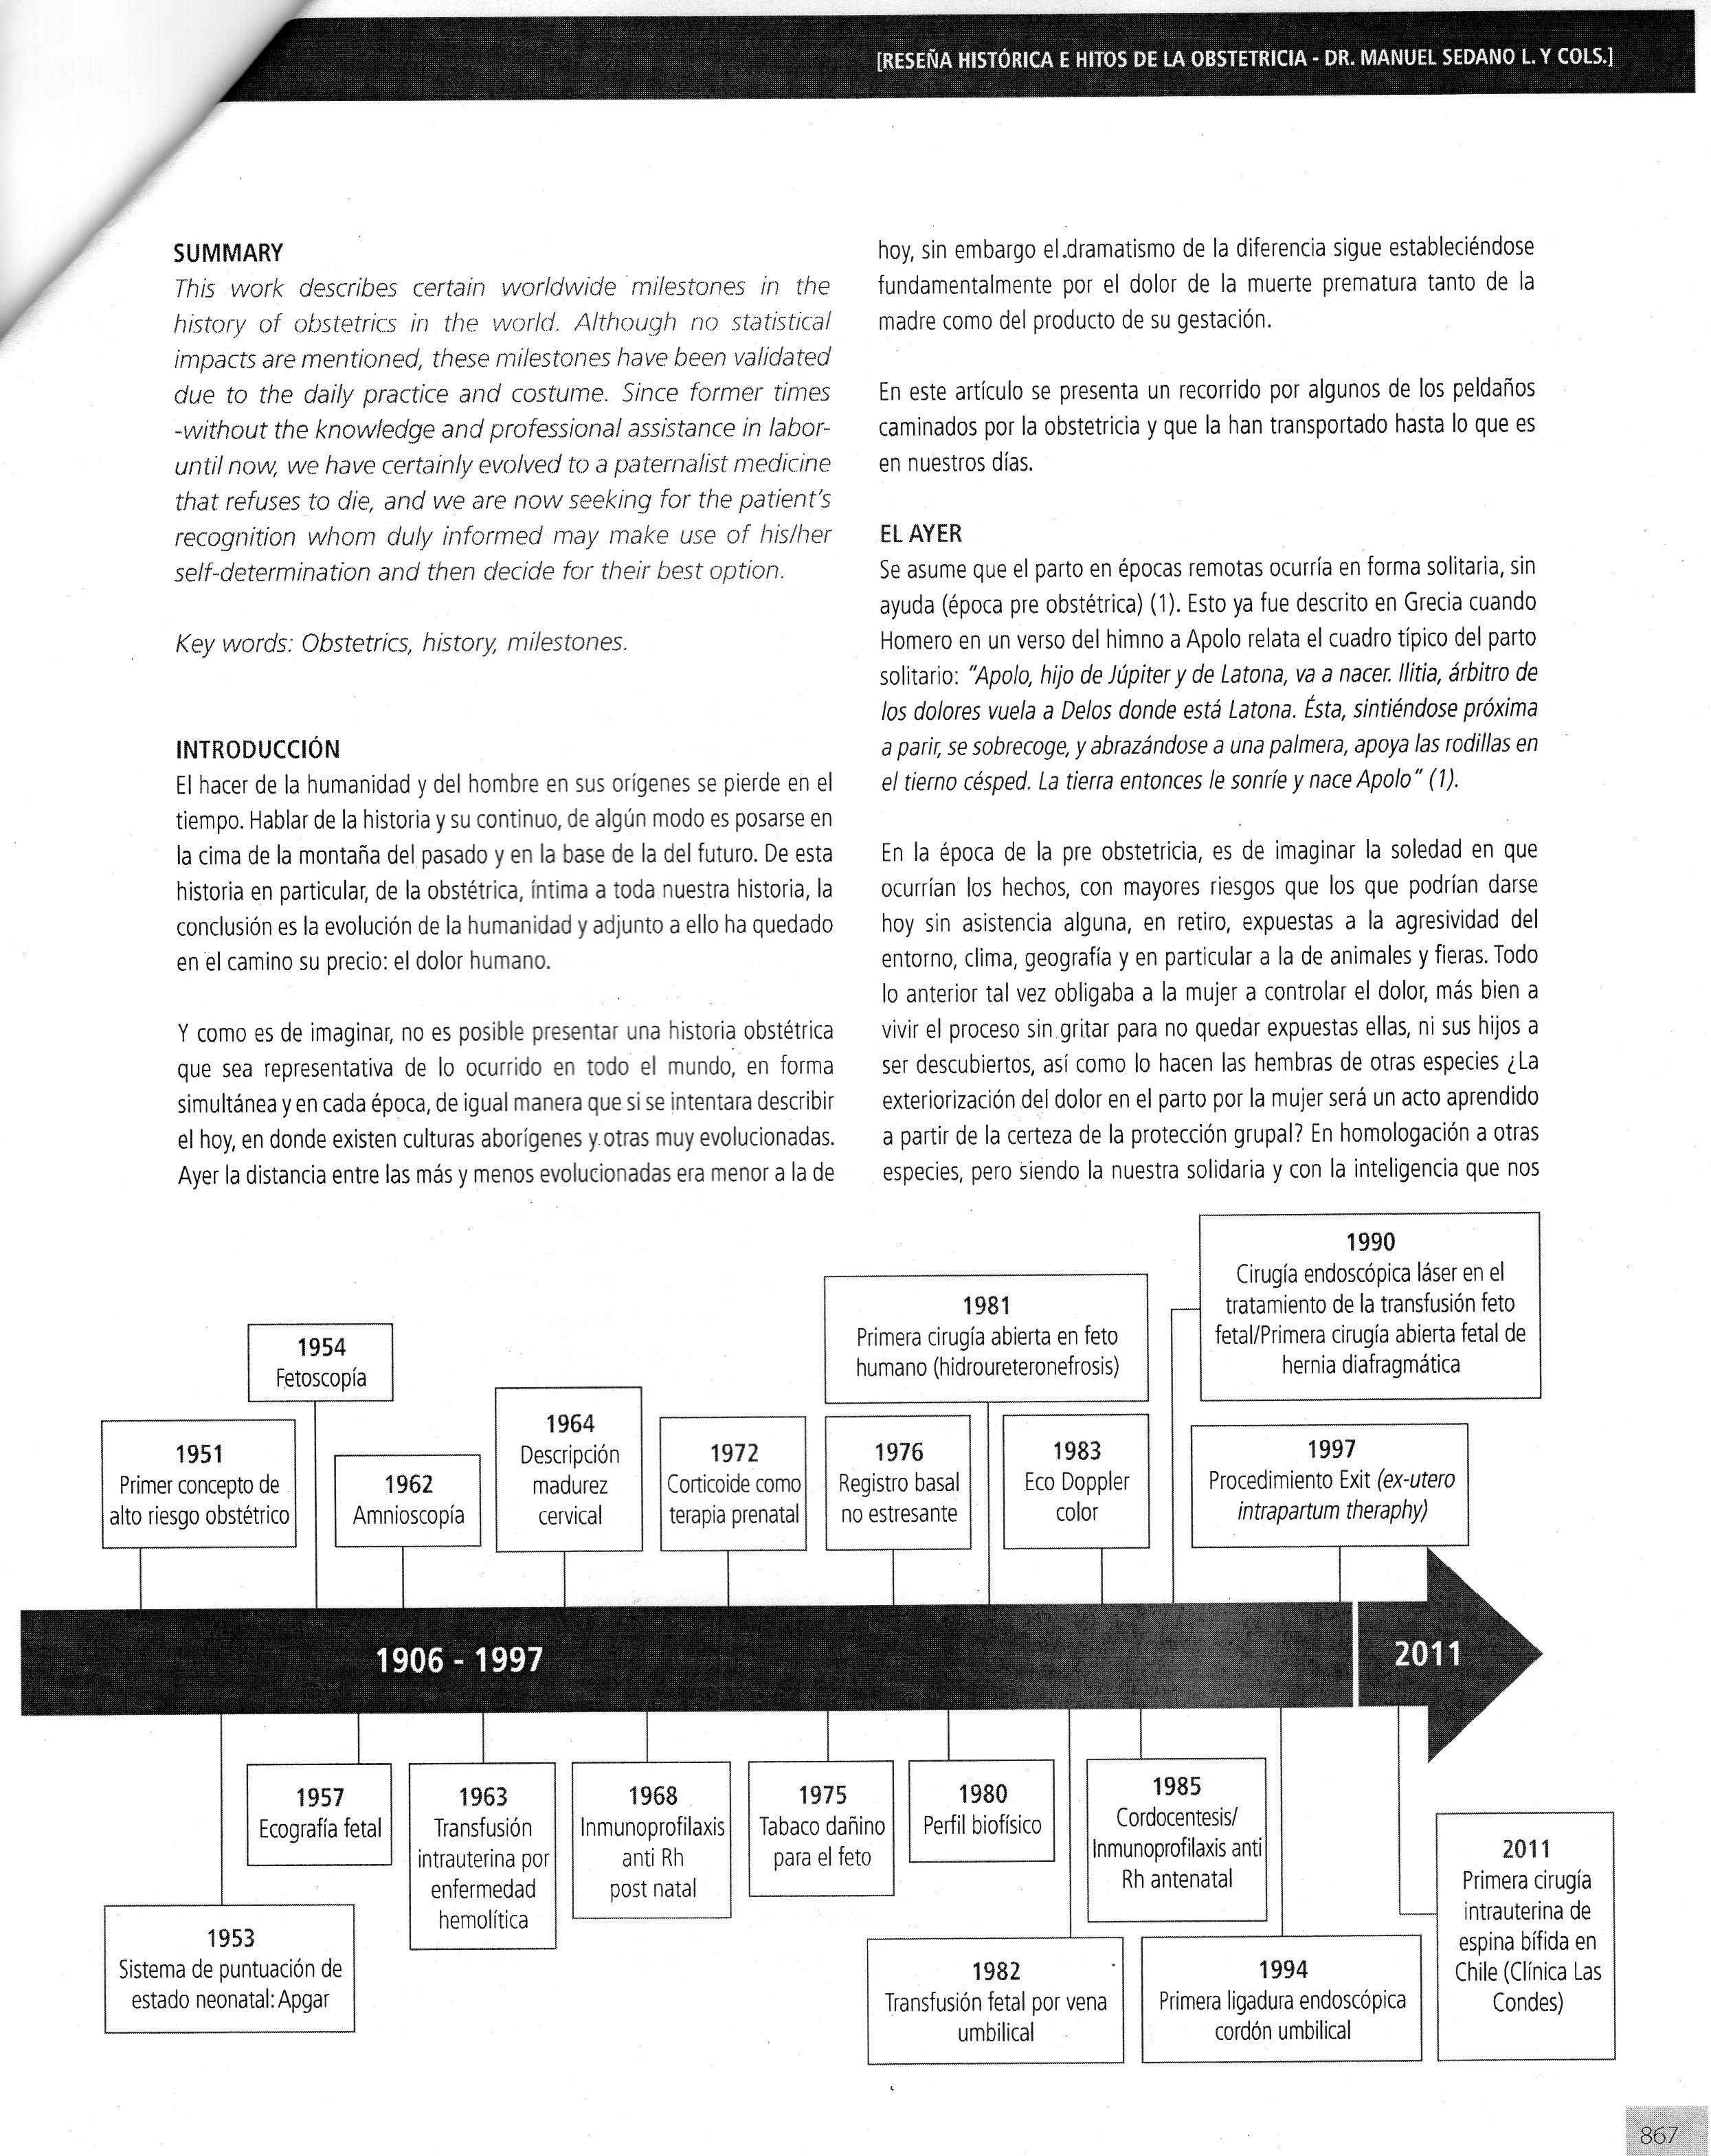 [RESEÑA HISTÓRICA E HITOS DE LA OBSTETRICIA - DR. MANUEL SEDANO L. Y COLS.]
SUMMARY
This work describes certain worldwide milestones in the
history of obstetrics in the world. Although no statistical
impacts are mentioned, these milestones have been validated
due to the daily practice and costume. Since former times
-without the knowledge and professional assistance in labor-
until now, we have certainly evolved to a paternalist medicine
that refuses to die, and we are now seeking for the patient's
recognition whom duly informed may make use of his/her
self-determination and then decide for their best option.
Key words: Obstetrics, history, milestones.
INTRODUCCIÓN
El hacer de la humanidad y del hombre en sus orígenes se pierde en el
tiempo. Hablar de la historia y su continuo, de algún modo es posarse en
la cima de la montaña del pasado y en la base de la del futuro. De esta
historia en particular, de la obstétrica, íntima a toda nuestra historia, la
conclusión es la evolución de la humanidad y adjunto a ello ha quedado
en el camino su precio: el dolor humano.
Y como es de imaginar, no es posible presentar una historia obstétrica
que sea representativa de lo ocurrido en todo el mundo, en forma
simultánea y en cada época, de igual manera que si se intentara describir
el hoy, en donde existen culturas aborígenes y otras muy evolucionadas.
Ayer la distancia entre las más y menos evolucionadas era menor a la de
hoy, sin embargo el dramatismo de la diferencia sigue estableciéndose
fundamentalmente por el dolor de la muerte prematura tanto de la
madre como del producto de su gestación.
En este artículo se presenta un recorrido por algunos de los peldaños
caminados por la obstetricia y que la han transportado hasta lo que es
en nuestros días.
EL AYER
Se asume que el parto en épocas remotas ocurría en forma solitaria, sin
ayuda (época pre obstétrica) (1). Esto ya fue descrito en Grecia cuando
Homero en un verso del himno a Apolo relata el cuadro típico del parto
solitario: "Apolo, hijo de Júpiter y de Latona, va a nacer. Ilitia, árbitro de
los dolores vuela a Delos donde está Latona. Ésta, sintiéndose próxima
a parir, se sobrecoge, y abrazándose a una palmera, apoya las rodillas en
el tierno césped. La tierra entonces le sonríe y nace Apolo" (1).
En la época de la pre obstetricia, es de imaginar la soledad en que
ocurrían los hechos, con mayores riesgos que los que podrían darse
hoy sin asistencia alguna, en retiro, expuestas a la agresividad del
entorno, clima, geografía y en particular a la de animales y fieras. Todo
lo anterior tal vez obligaba a la mujer a controlar el dolor, más bien a
vivir el proceso sin gritar para no quedar expuestas ellas, ni sus hijos a
ser descubiertos, así como lo hacen las hembras de otras especies ¿La
exteriorización del dolor en el parto por la mujer será un acto aprendido
a partir de la certeza de la protección grupal? En homologación a otras
especies, pero siendo la nuestra solidaria y con la inteligencia que nos
1951
Primer concepto de
alto riesgo obstétrico
1954
Fetoscopía
1962
Amnioscopía
1964
Descripción
madurez
cervical
1972
Corticoide como
terapia prenatal
1976
Registro basal
no estresante
1981
Primera cirugía abierta en feto
humano (hidroureteronefrosis)
1983
Eco Doppler
color
1990
Cirugía endoscópica láser en el
tratamiento de la transfusión feto
fetal/Primera cirugía abierta fetal de
hernia diafragmática
1997
Procedimiento Exit (ex-utero
intrapartum theraphy)
1906 - 1997
2011
1953
Sistema de puntuación de
estado neonatal: Apgar
1957
Ecografía fetal
1963
Transfusión
intrauterina por
enfermedad
hemolítica
1968
Inmunoprofilaxis
anti Rh
post natal
1975
Tabaco dañino
para el feto
1980
Perfil biofísico
1982
Transfusión fetal por vena
umbilical
1985
Cordocentesis/
Inmunoprofilaxis anti
Rh antenatal
1994
Primera ligadura endoscópica
cordón umbilical
2011
Primera cirugía
intrauterina de
espina bífida en
Chile (Clínica Las
Condes)
867